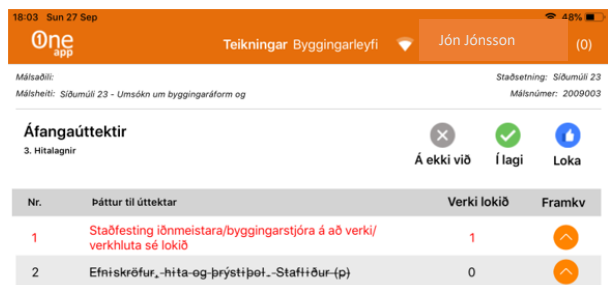 18:03 Sun 27 Sep 48%
One app Teikningar Byggingarleyfi Jón Jónsson (0)
Málsaðili: Staðsetning: Síðumúli 23
Málsheiti: Síðumúli 23 - Umsókn um byggingaráform og Málsnúmer: 2009003
Áfangaúttektir
3. Hitalagnir
Á ekki við Í lagi Loka
Nr. Þáttur til úttektar Verki lokið Framkv
1 Staðfesting iðnmeistara/byggingarstjóra á að verki/ 1
verkhluta sé lokið
2 Efniskröfur, hita og þrýstiþol. Stafliður (p) 0